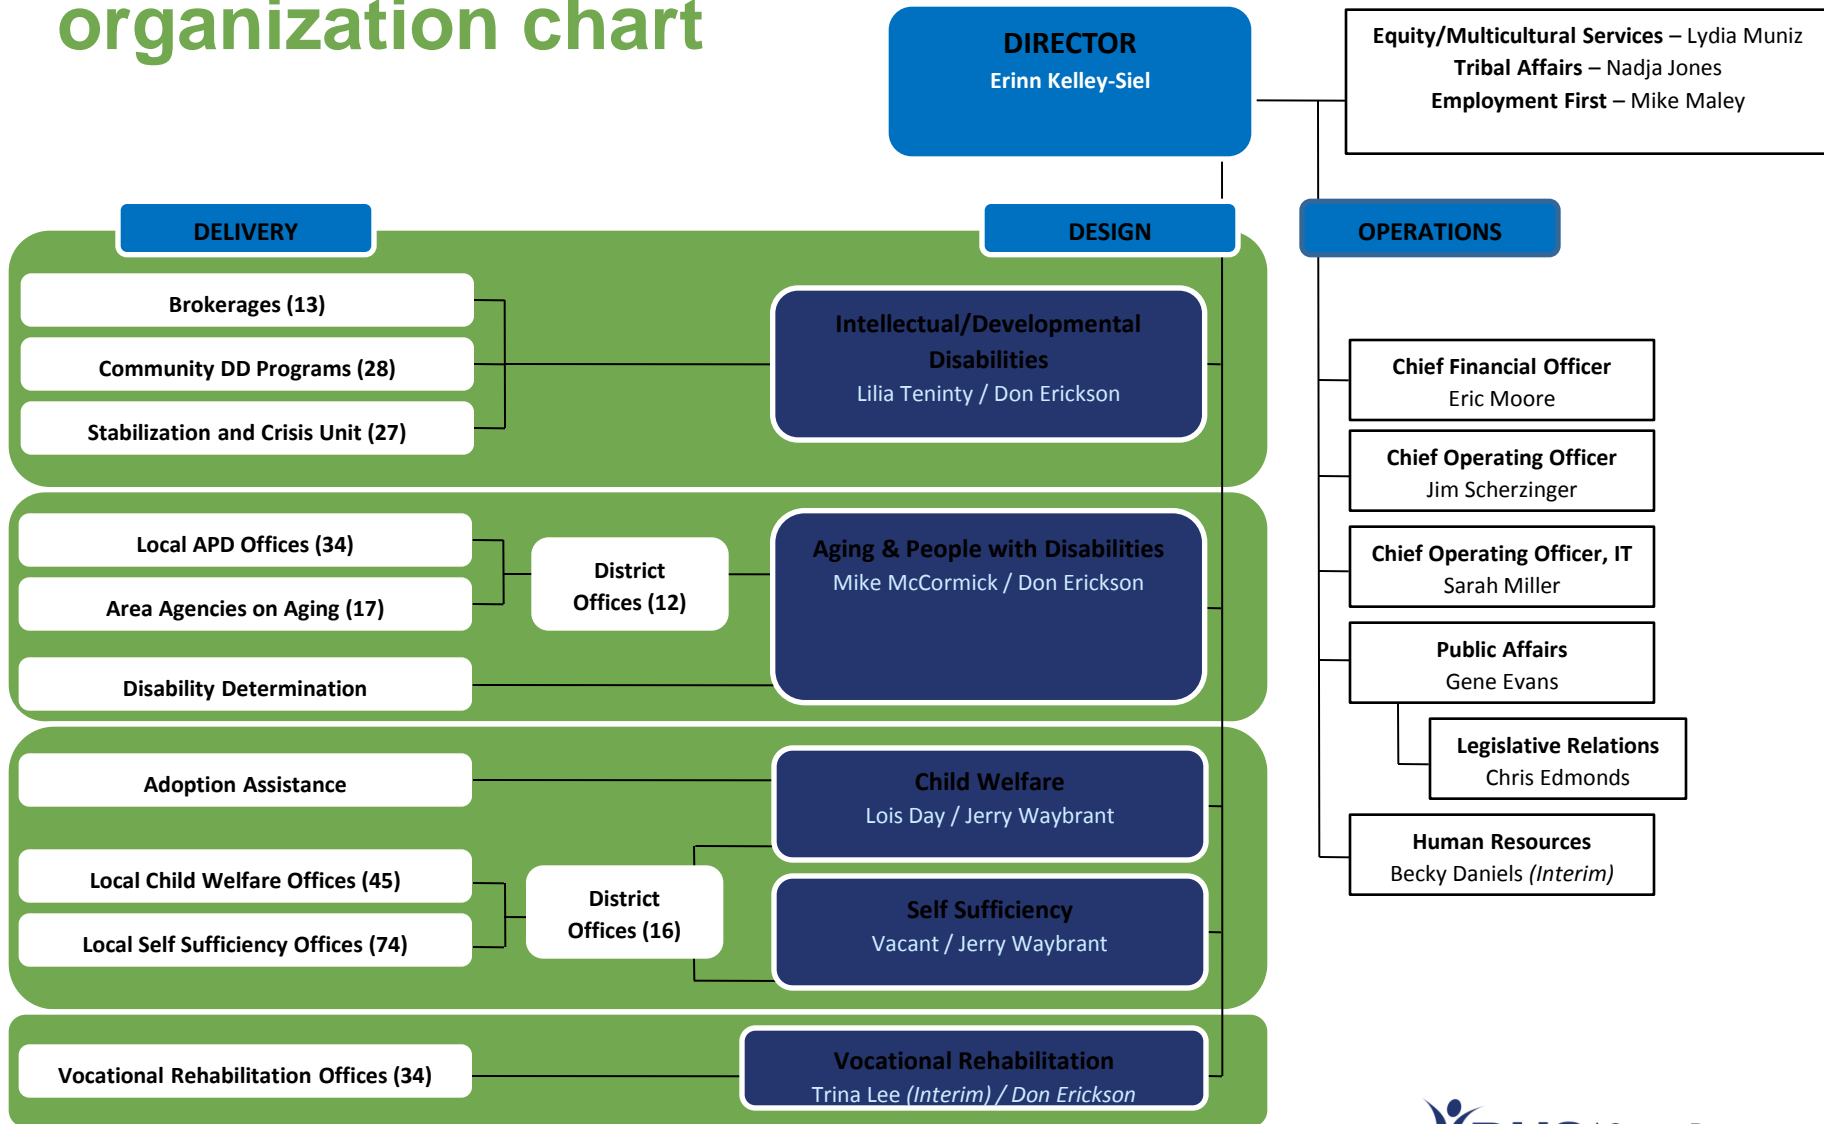 organization chart
DIRECTOR
Erinn Kelley-Siel
Equity/Multicultural Services – Lydia Muniz
Tribal Affairs – Nadja Jones
Employment First – Mike Maley
DELIVERY
DESIGN
OPERATIONS
Brokerages (13)
Community DD Programs (28)
Stabilization and Crisis Unit (27)
Intellectual/Developmental
Disabilities
Lilia Teninty / Don Erickson
Local APD Offices (34)
Area Agencies on Aging (17)
Disability Determination
District
Offices (12)
Aging & People with Disabilities
Mike McCormick / Don Erickson
Adoption Assistance
Local Child Welfare Offices (45)
Local Self Sufficiency Offices (74)
District
Offices (16)
Child Welfare
Lois Day / Jerry Waybrant
Self Sufficiency
Vacant / Jerry Waybrant
Vocational Rehabilitation Offices (34)
Vocational Rehabilitation
Trina Lee (Interim) / Don Erickson
Chief Financial Officer
Eric Moore
Chief Operating Officer
Jim Scherzinger
Chief Operating Officer, IT
Sarah Miller
Public Affairs
Gene Evans
Legislative Relations
Chris Edmonds
Human Resources
Becky Daniels (Interim)